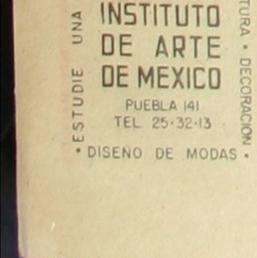 ESTUDIE UNA
INSTITUTO
DE ARTE
DE MEXICO
PUEBLA 141
TEL. 25-32-13
TURA • DECORACION
• DISEÑO DE MODAS •